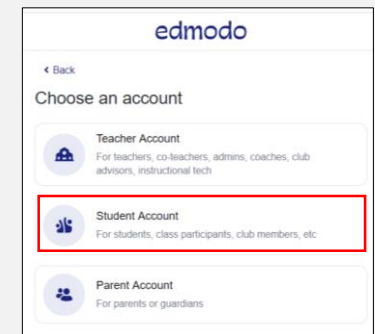 edmodo
Back
Choose an account
Teacher Account
For teachers, co-teachers, admins, coaches, club
advisors, instructional tech
Student Account
For students, class participants, club members, etc
Parent Account
For parents or guardians